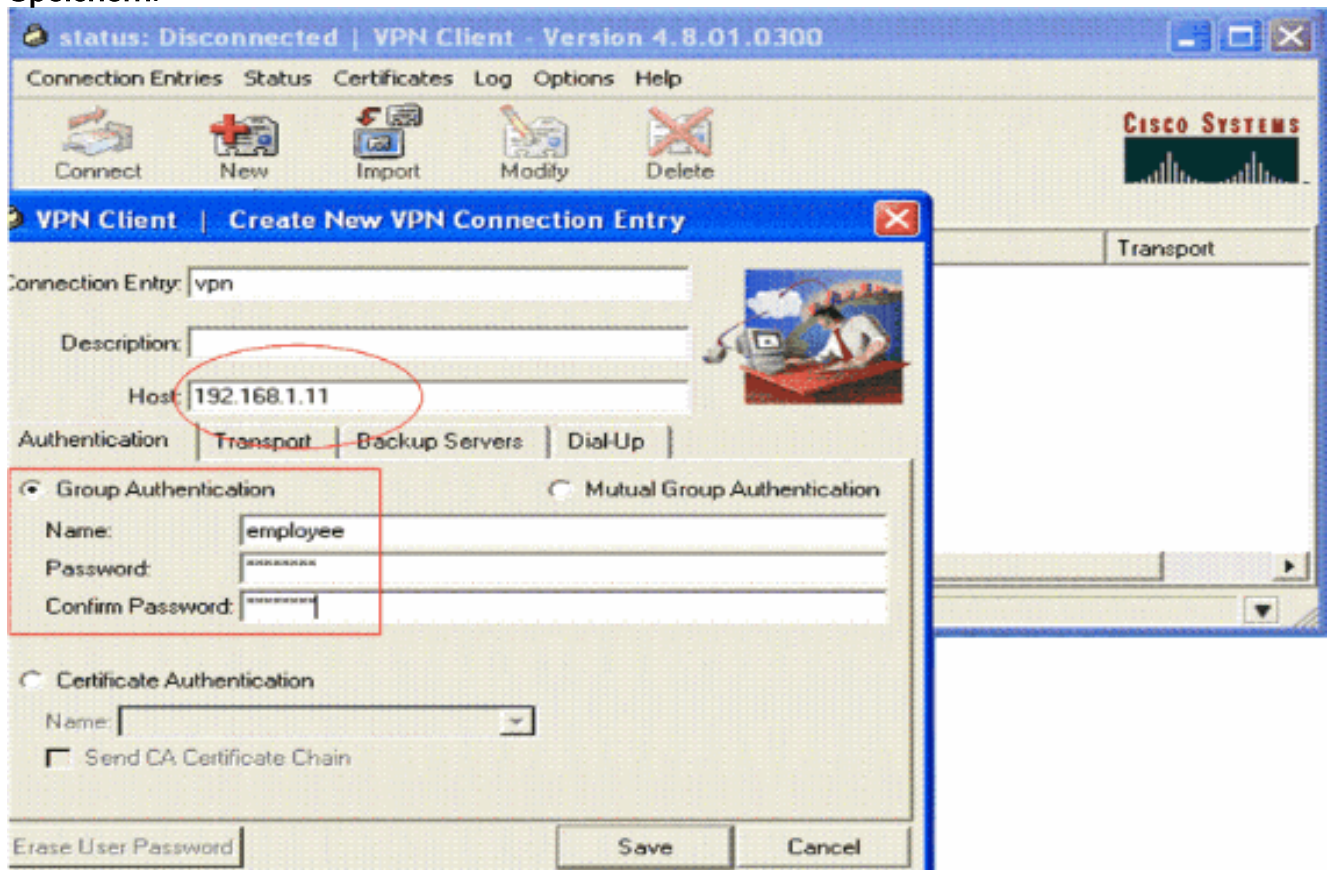 Speichern.
status: Disconnected | VPN Client - Version 4.8.01.0300
Connection Entries Status Certificates Log Options Help
Connect New Import Modify Delete
CISCO SYSTEMS
VPN Client | Create New VPN Connection Entry
Transport
Connection Entry: vpn
Description:
Host: 192.168.1.11
Authentication Transport Backup Servers Dial-Up
Group Authentication Mutual Group Authentication
Name: employee
Password: ********
Confirm Password: ********
Certificate Authentication
Name:
Send CA Certificate Chain
Erase User Password Save Cancel